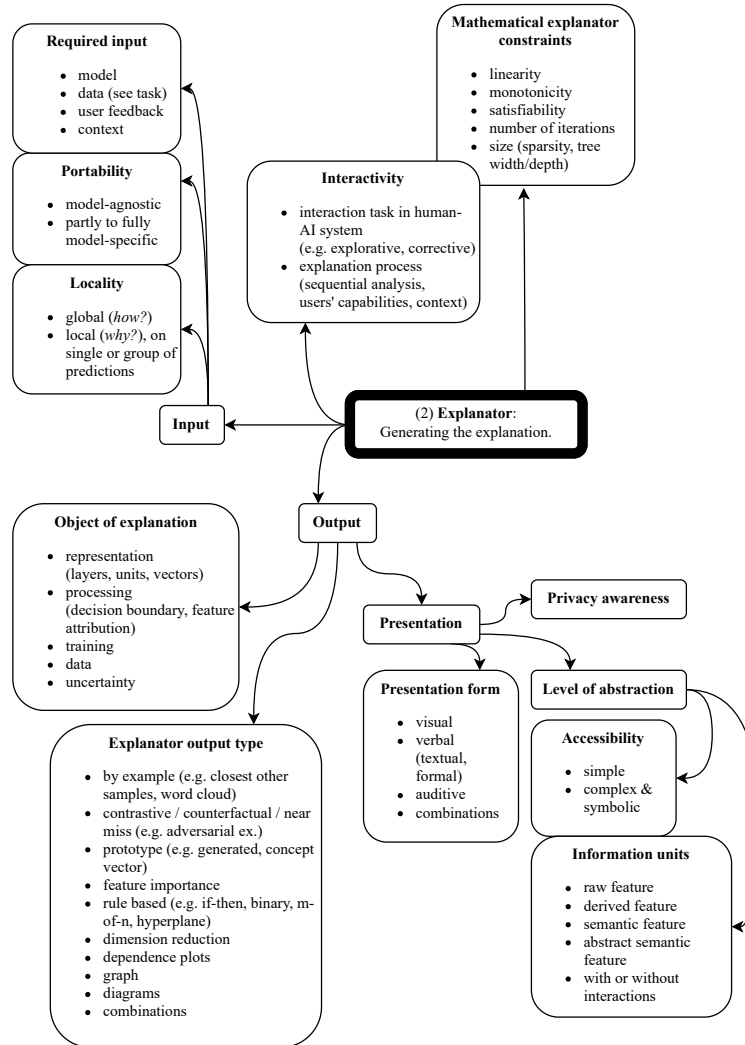 Required input
• model
• data (see task)
• user feedback
• context
Portability
• model-agnostic
• partly to fully
model-specific
Locality
• global (how?)
• local (why?), on
single or group of
predictions
Input
Mathematical explanator
constraints
• linearity
• monotonicity
• satisfiability
• number of iterations
• size (sparsity, tree
width/depth)
Interactivity
• interaction task in human-
AI system
(e.g. explorative, corrective)
• explanation process
(sequential analysis,
users' capabilities, context)
(2) Explanator:
Generating the explanation.
Output
Object of explanation
• representation
(layers, units, vectors)
• processing
(decision boundary, feature
attribution)
• training
• data
• uncertainty
Explanator output type
• by example (e.g. closest other
samples, word cloud)
• contrastive / counterfactual / near
miss (e.g. adversarial ex.)
• prototype (e.g. generated, concept
vector)
• feature importance
• rule based (e.g. if-then, binary, m-
of-n, hyperplane)
• dimension reduction
• dependence plots
• graph
• diagrams
• combinations
Presentation
Privacy awareness
Presentation form
• visual
• verbal
(textual,
formal)
• auditive
• combinations
Level of abstraction
Accessibility
• simple
• complex &
symbolic
Information units
• raw feature
• derived feature
• semantic feature
• abstract semantic
feature
• with or without
interactions